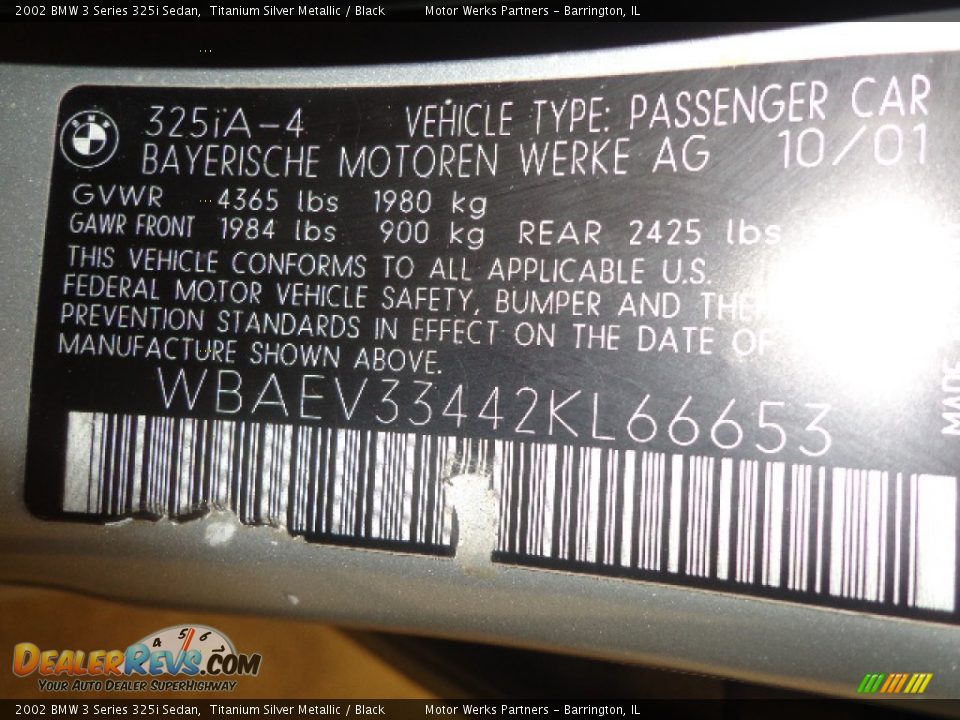 2002 BMW 3 Series 325i Sedan,  Titanium Silver Metallic / Black    Motor Werks Partners - Barrington, IL
BMW 325iA-4 VEHICLE TYPE: PASSENGER CAR
BAYERISCHE MOTOREN WERKE AG 10/01
GVWR 4365 lbs 1980 kg
GAWR FRONT 1984 lbs 900 kg REAR 2425 lbs
THIS VEHICLE CONFORMS TO ALL APPLICABLE U.S.
FEDERAL MOTOR VEHICLE SAFETY, BUMPER AND THE
PREVENTION STANDARDS IN EFFECT ON THE DATE OF
MANUFACTURE SHOWN ABOVE.
WBAEV33442KL66653
MADE
4 5 6
DEALERREVS.COM
YOUR AUTO DEALER SUPERHIGHWAY
2002 BMW 3 Series 325i Sedan,  Titanium Silver Metallic / Black    Motor Werks Partners - Barrington, IL